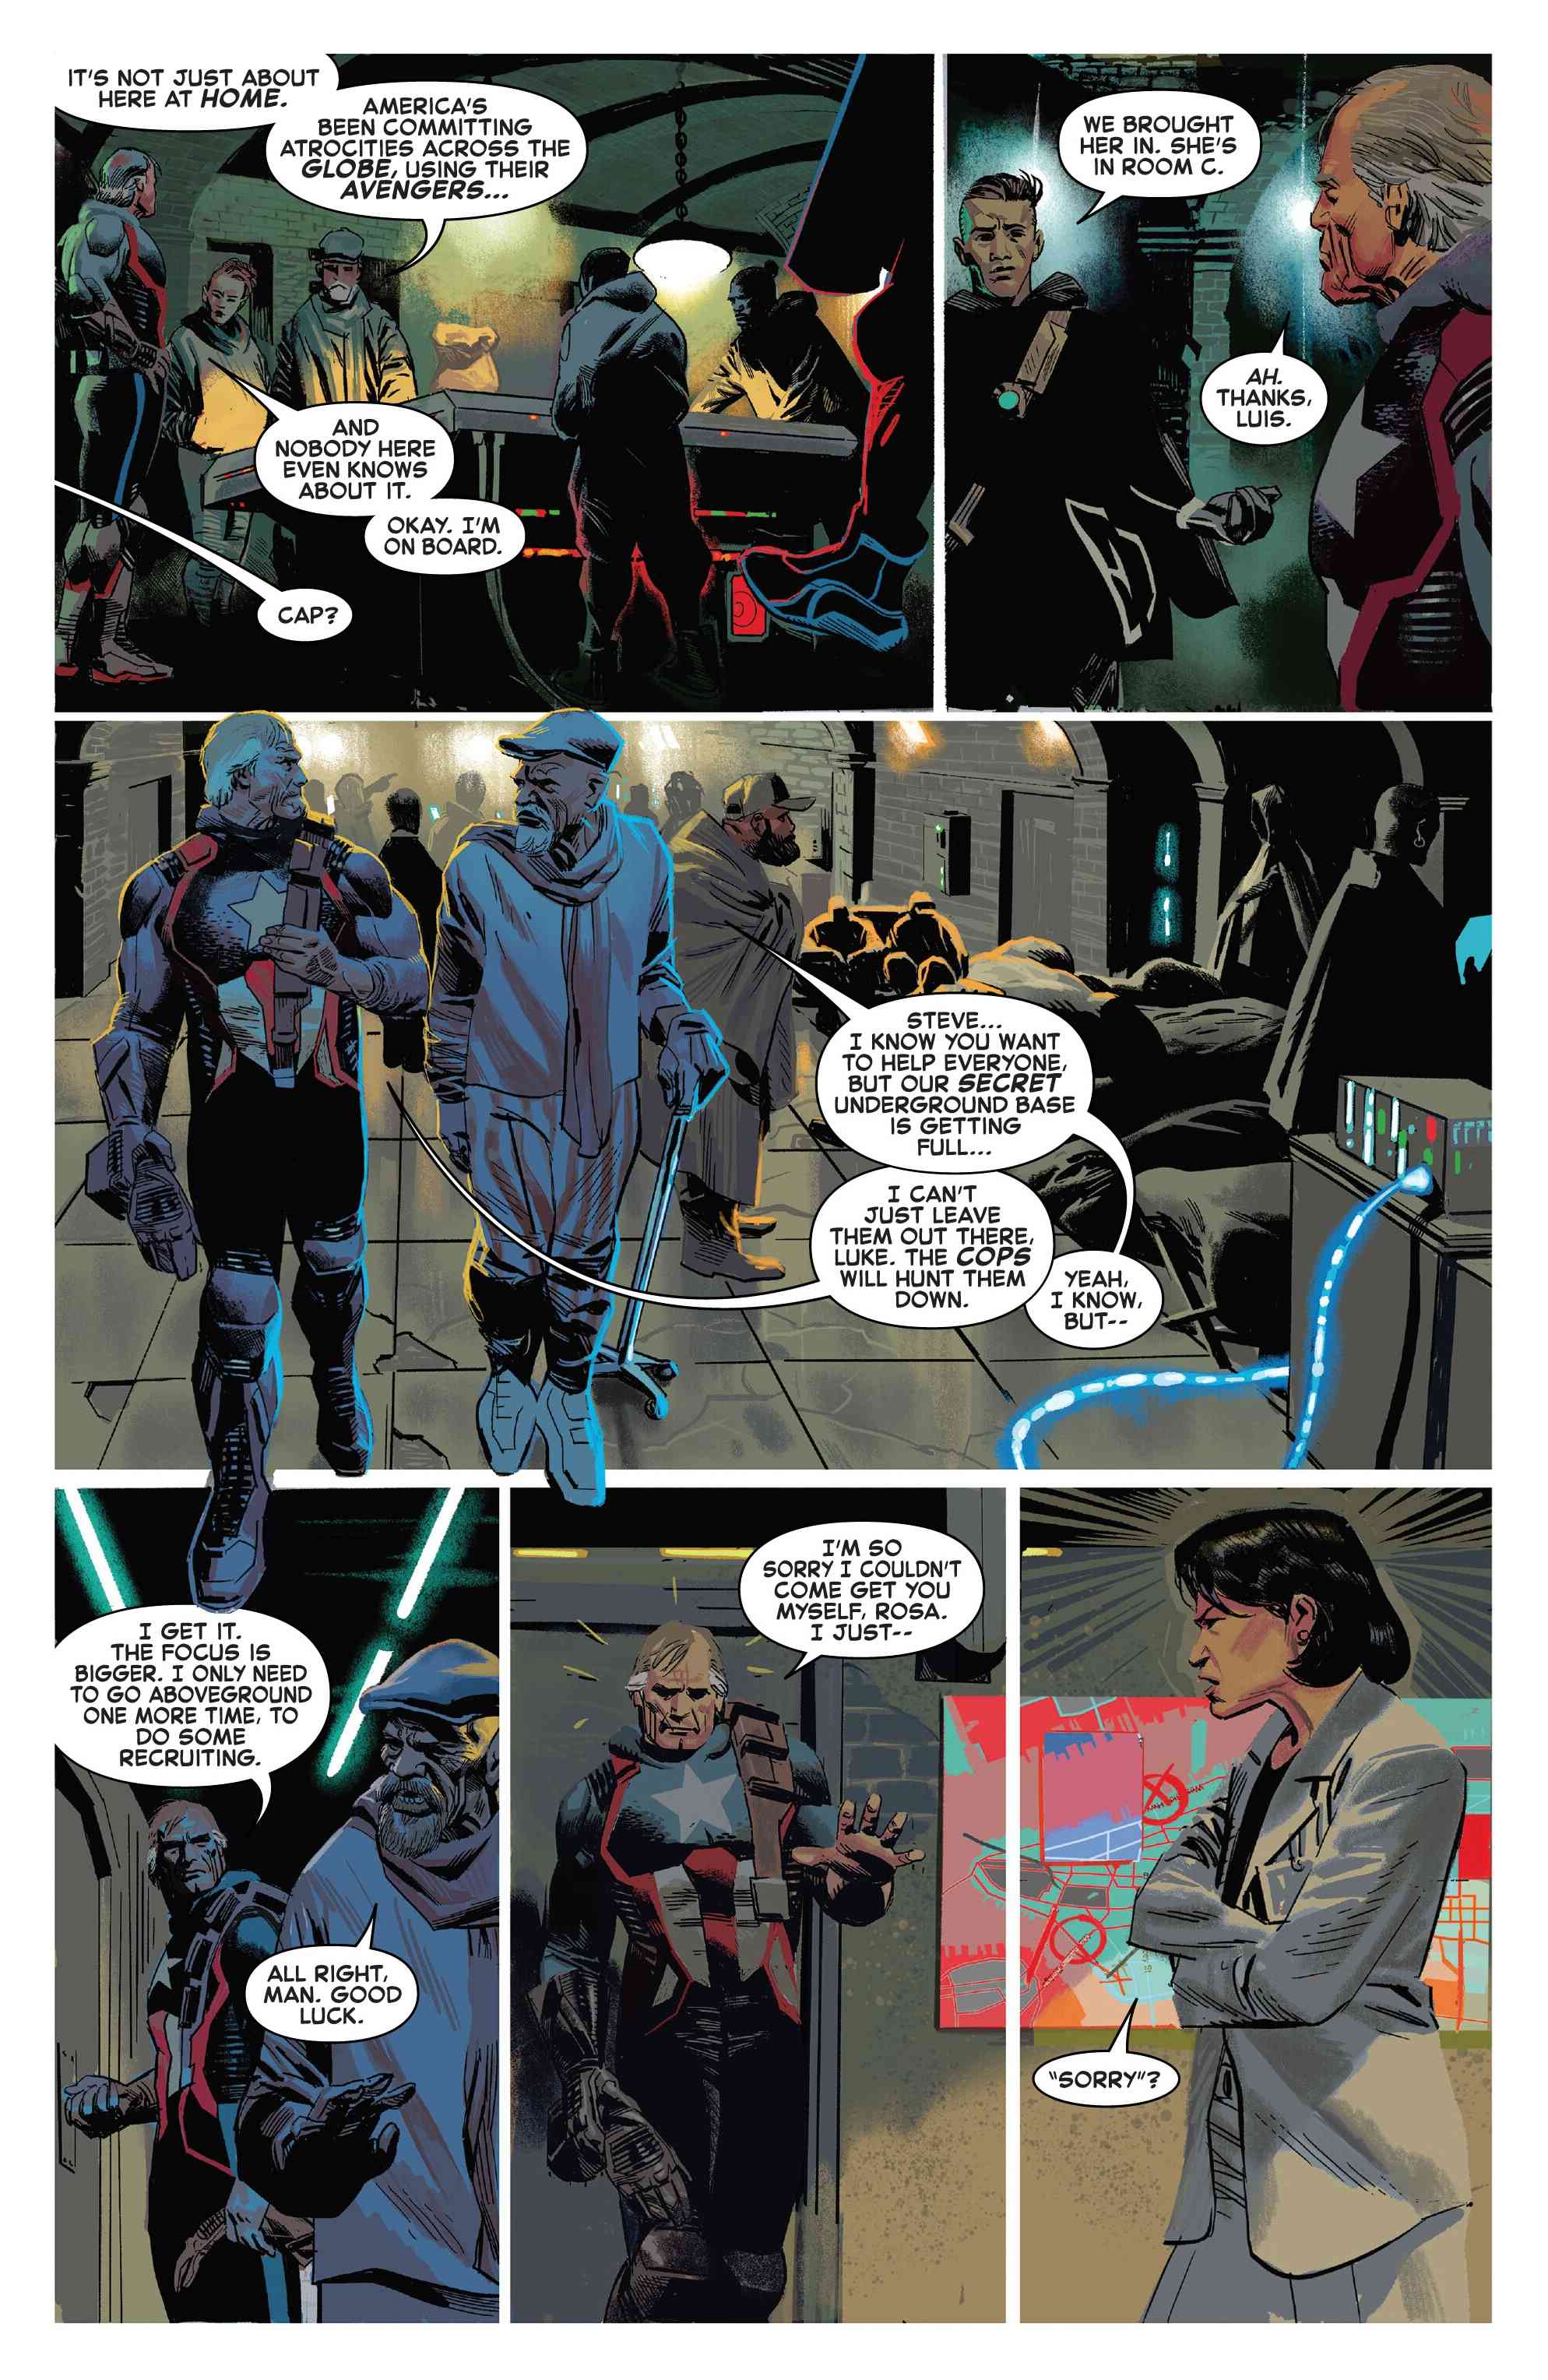 IT'S NOT JUST ABOUT
HERE AT HOME.
AMERICA'S
BEEN COMMITTING
ATROCITIES ACROSS THE
GLOBE, USING THEIR
AVENGERS...
AND
NOBODY HERE
EVEN KNOWS
ABOUT IT.
OKAY. I'M
ON BOARD.
CAP?
WE BROUGHT
HER IN. SHE'S
IN ROOM C.
AH.
THANKS,
LUIS.
STEVE...
I KNOW YOU WANT
TO HELP EVERYONE,
BUT OUR SECRET
UNDERGROUND BASE
IS GETTING
FULL...
I CAN'T
JUST LEAVE
THEM OUT THERE,
LUKE. THE COPS
WILL HUNT THEM
DOWN.
YEAH,
I KNOW,
BUT--
I GET IT.
THE FOCUS IS
BIGGER. I ONLY NEED
TO GO ABOVEGROUND
ONE MORE TIME, TO
DO SOME
RECRUITING.
ALL RIGHT,
MAN. GOOD
LUCK.
I'M SO
SORRY I COULDN'T
COME GET YOU
MYSELF, ROSA.
I JUST--
"SORRY"?